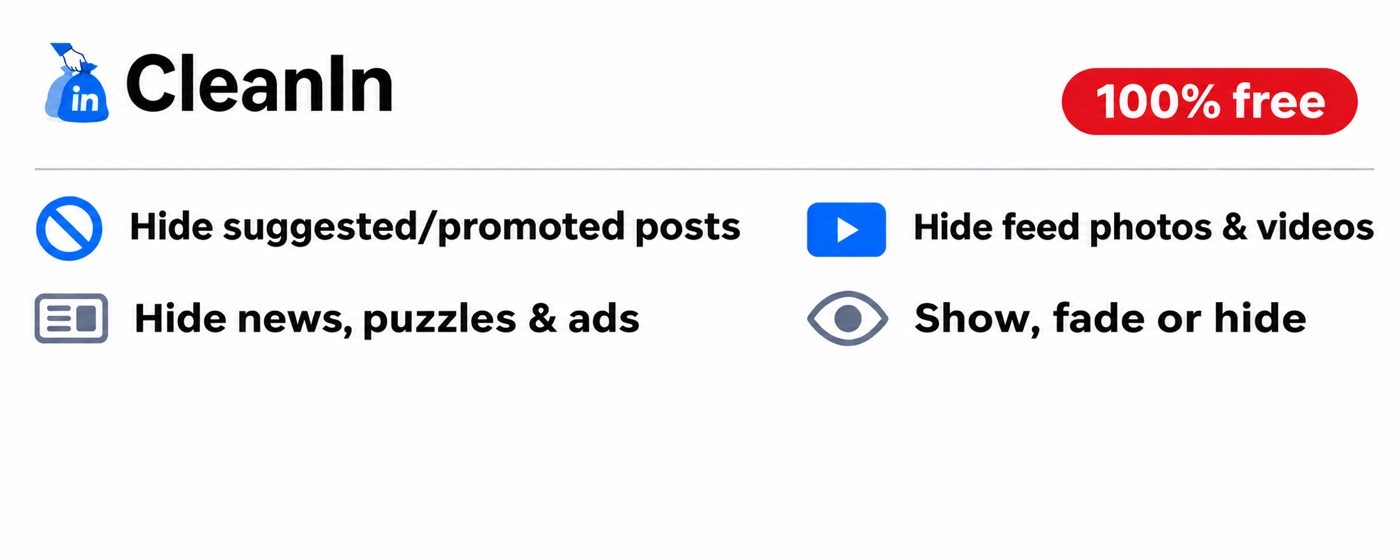 in CleanIn
100% free
Hide suggested/promoted posts
Hide feed photos & videos
Hide news, puzzles & ads
Show, fade or hide